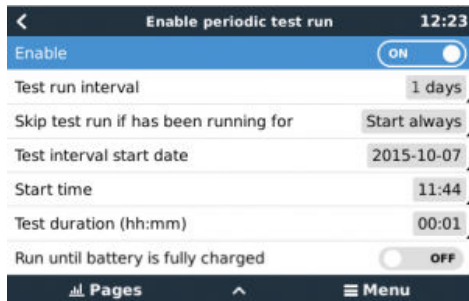 Enable periodic test run 12:23
Enable ON
Test run interval 1 days
Skip test run if has been running for Start always
Test interval start date 2015-10-07
Start time 11:44
Test duration (hh:mm) 00:01
Run until battery is fully charged OFF
Pages Menu